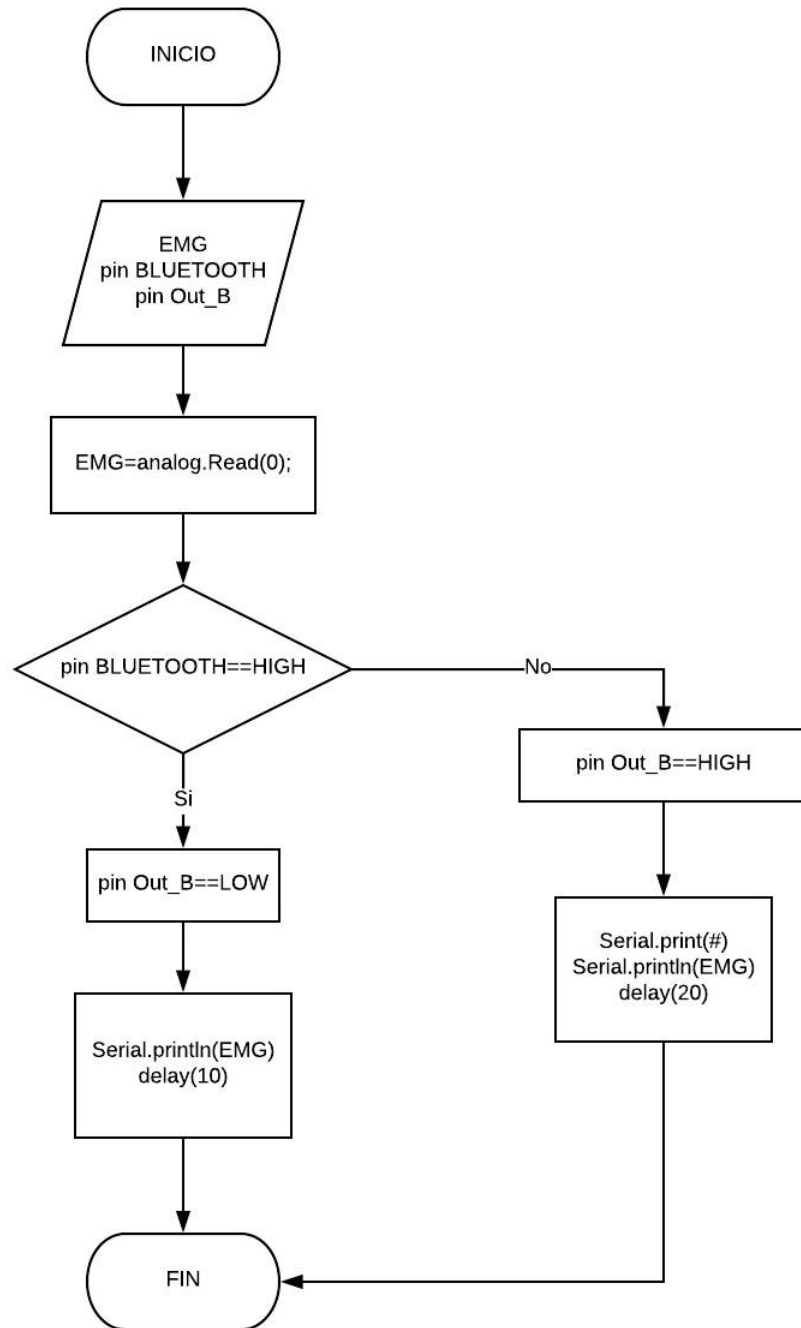 INICIO
EMG
pin BLUETOOTH
pin Out_B
EMG=analog.Read(0);
pin BLUETOOTH==HIGH
No
Si
pin Out_B==HIGH
pin Out_B==LOW
Serial.print(#)
Serial.println(EMG)
delay(20)
Serial.println(EMG)
delay(10)
FIN